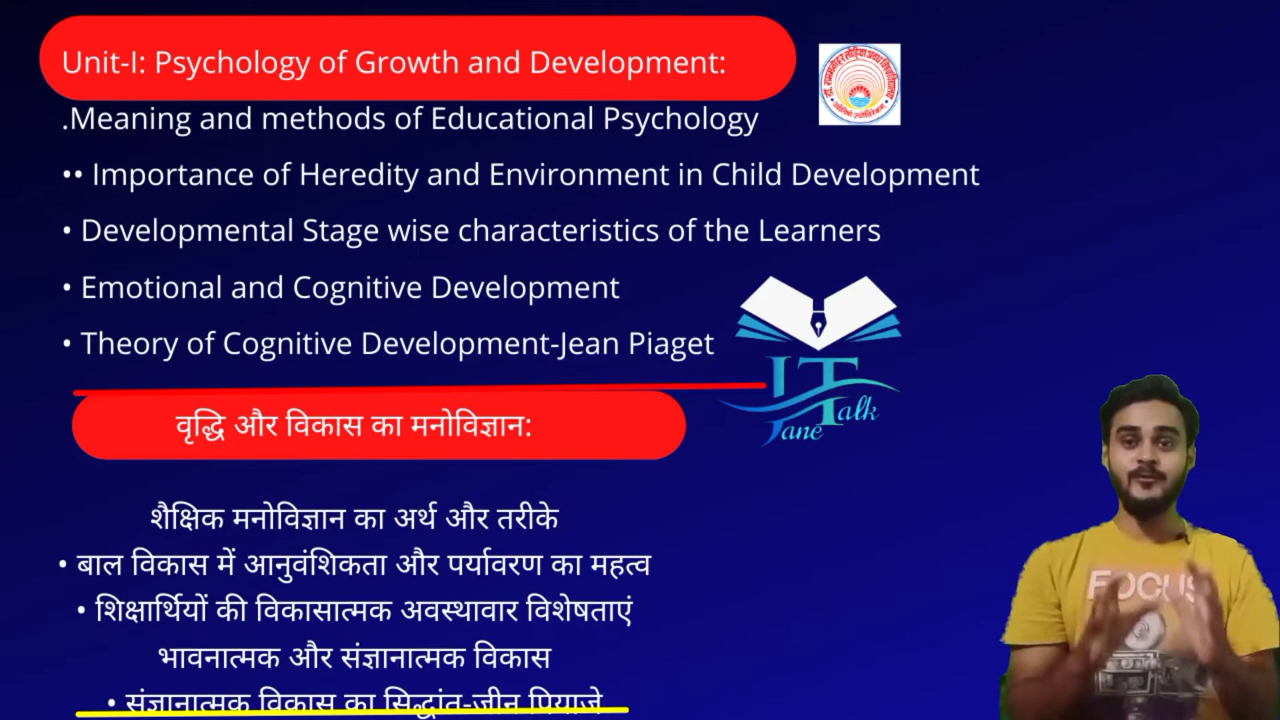 Unit-I: Psychology of Growth and Development:
.Meaning and methods of Educational Psychology
•• Importance of Heredity and Environment in Child Development
• Developmental Stage wise characteristics of the Learners
• Emotional and Cognitive Development
• Theory of Cognitive Development-Jean Piaget
IT
Talk
Jane
वृद्धि और विकास का मनोविज्ञान:
शैक्षिक मनोविज्ञान का अर्थ और तरीके
• बाल विकास में आनुवंशिकता और पर्यावरण का महत्व
• शिक्षार्थियों की विकासात्मक अवस्थावार विशेषताएं
भावनात्मक और संज्ञानात्मक विकास
• संज्ञानात्मक विकास का सिद्धांत-जीन पियाजे
FOCUS